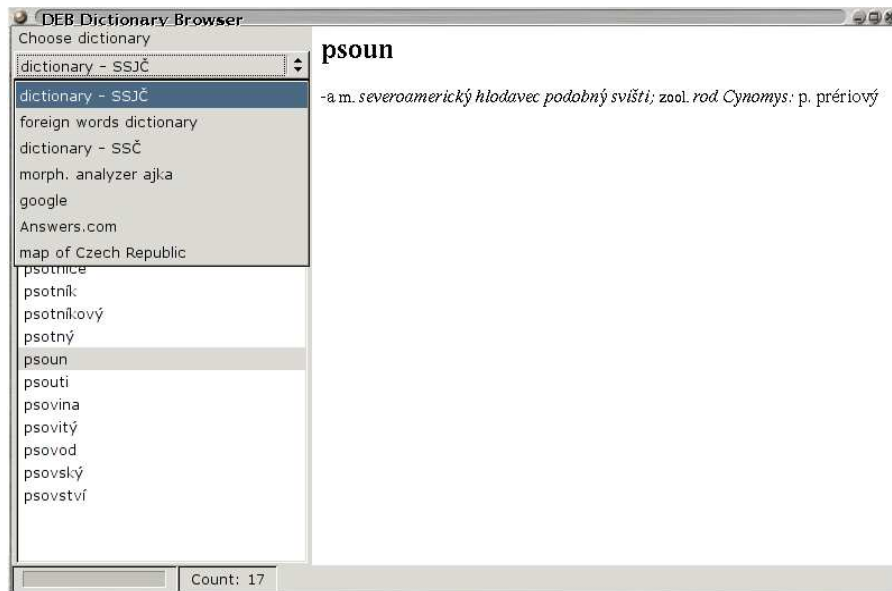 DEB Dictionary Browser
Choose dictionary
dictionary - SSJČ
dictionary - SSJČ
foreign words dictionary
dictionary - SSČ
morph. analyzer ajka
google
Answers.com
map of Czech Republic
psotnice
psotník
psotníkový
psotný
psoun
psouti
psovina
psovitý
psovod
psovský
psovství
Count: 17
psoun
-a m. severoamerický hlodavec podobný svišti; zool. rod Cynomys: p. prériový